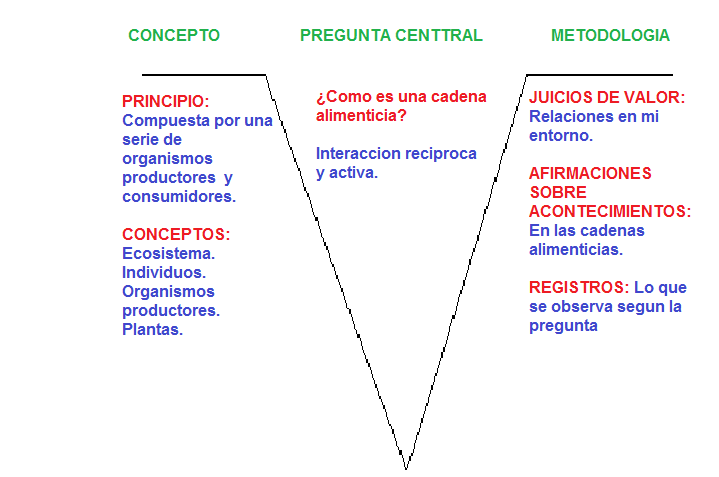 CONCEPTO
PREGUNTA CENTTRAL
METODOLOGIA
PRINCIPIO:
Compuesta por una
serie de
organismos
productores y
consumidores.
CONCEPTOS:
Ecosistema.
Individuos.
Organismos
productores.
Plantas.
¿Como es una cadena
alimenticia?
Interaccion reciproca
y activa.
JUICIOS DE VALOR:
Relaciones en mi
entorno.
AFIRMACIONES
SOBRE
ACONTECIMIENTOS:
En las cadenas
alimenticias.
REGISTROS: Lo que
se observa segun la
pregunta